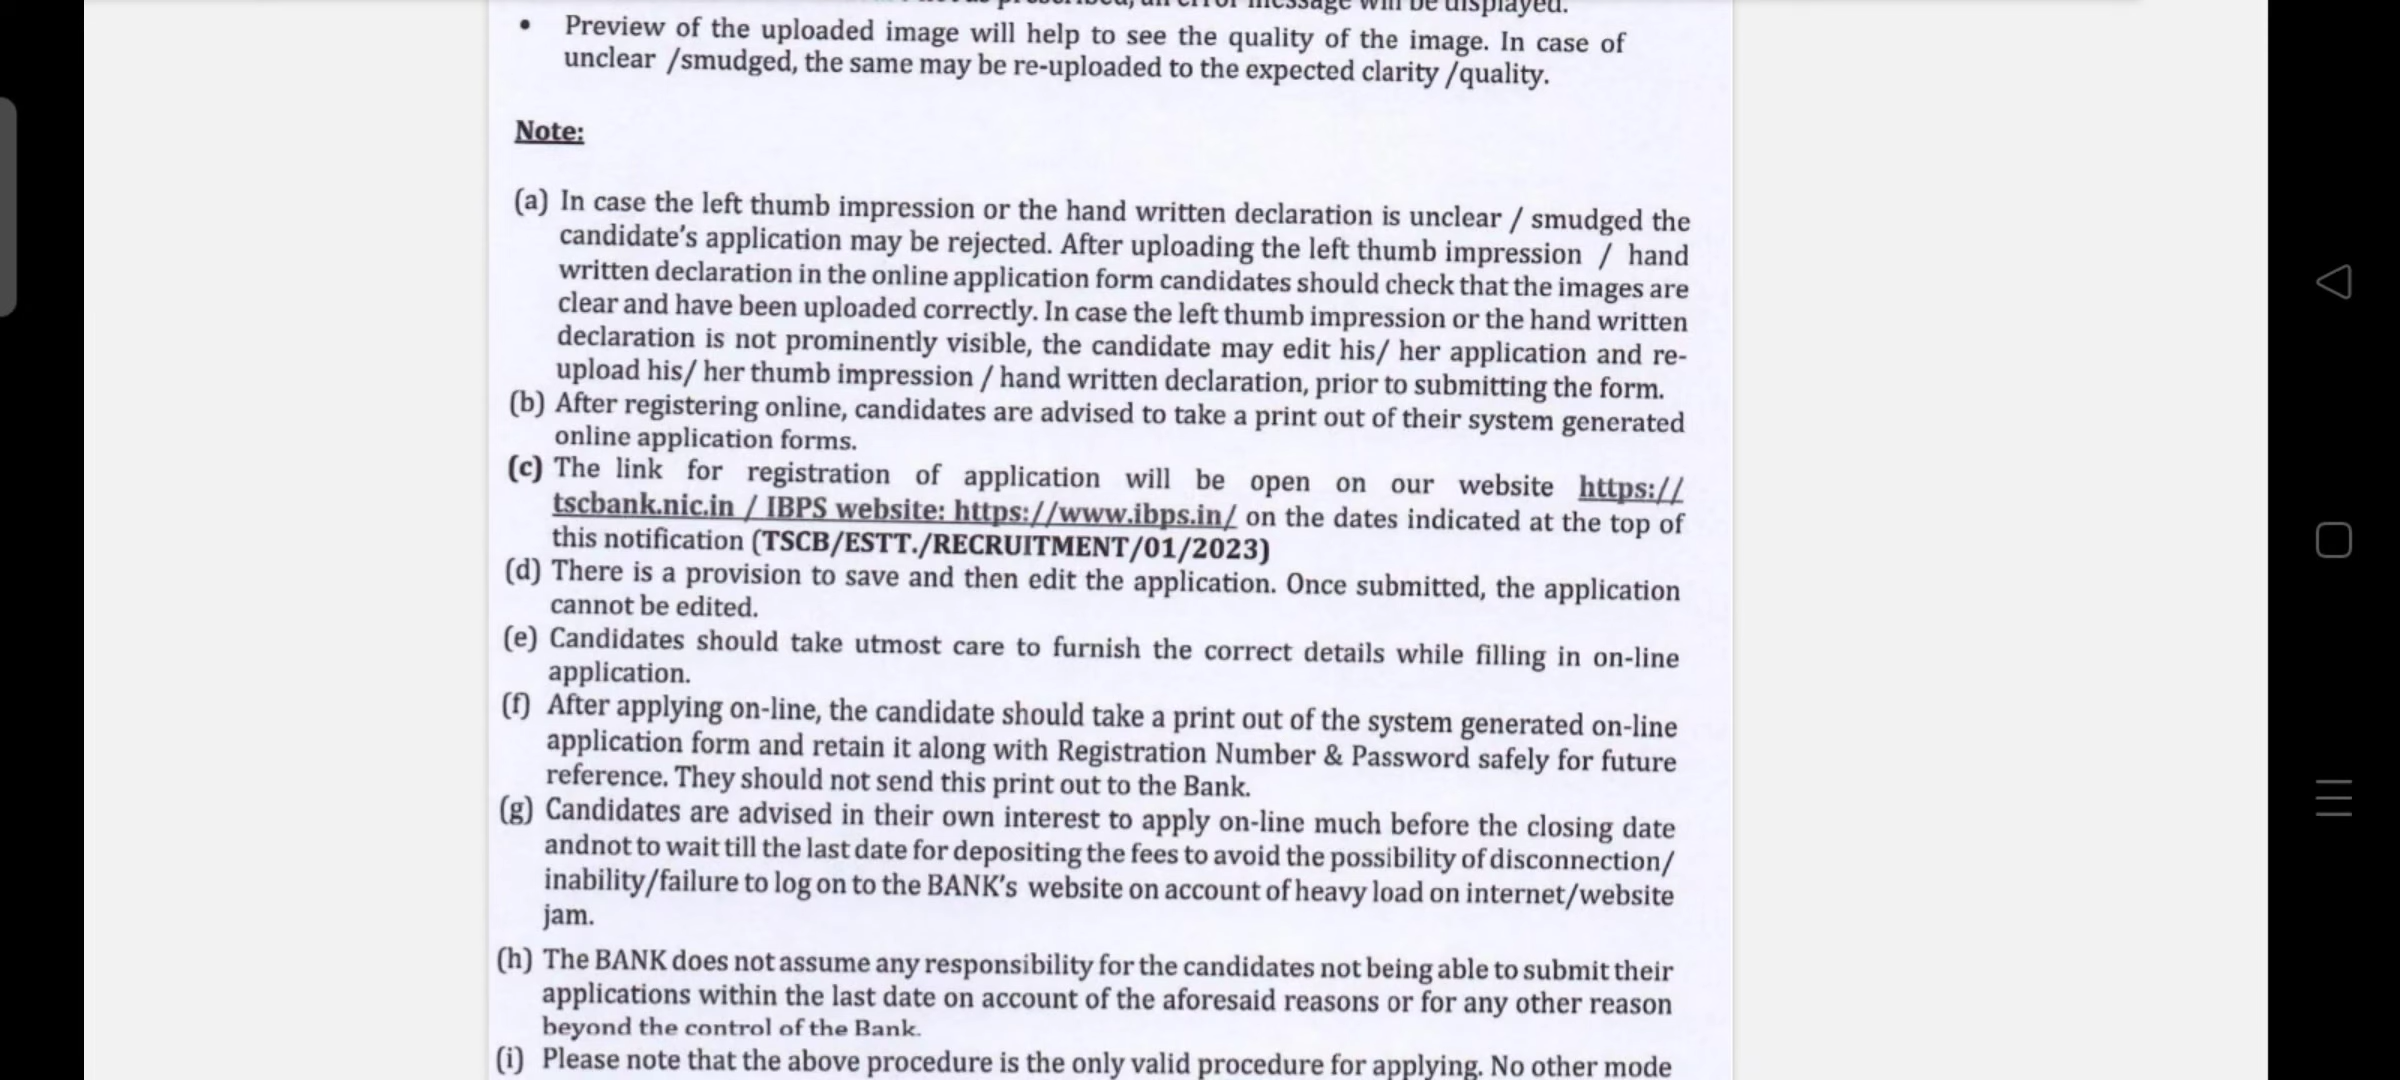 prescribed, an error message will be displayed.
• Preview of the uploaded image will help to see the quality of the image. In case of
unclear /smudged, the same may be re-uploaded to the expected clarity /quality.
Note:
(a) In case the left thumb impression or the hand written declaration is unclear / smudged the
candidate's application may be rejected. After uploading the left thumb impression / hand
written declaration in the online application form candidates should check that the images are
clear and have been uploaded correctly. In case the left thumb impression or the hand written
declaration is not prominently visible, the candidate may edit his/ her application and re-
upload his/ her thumb impression / hand written declaration, prior to submitting the form.
(b) After registering online, candidates are advised to take a print out of their system generated
online application forms.
(c) The link for registration of application will be open on our website https://
tscbank.nic.in / IBPS website: https://www.ibps.in/ on the dates indicated at the top of
this notification (TSCB/ESTT./RECRUITMENT/01/2023)
(d) There is a provision to save and then edit the application. Once submitted, the application
cannot be edited.
(e) Candidates should take utmost care to furnish the correct details while filling in on-line
application.
(f) After applying on-line, the candidate should take a print out of the system generated on-line
application form and retain it along with Registration Number & Password safely for future
reference. They should not send this print out to the Bank.
(g) Candidates are advised in their own interest to apply on-line much before the closing date
andnot to wait till the last date for depositing the fees to avoid the possibility of disconnection/
inability/failure to log on to the BANK's website on account of heavy load on internet/website
jam.
(h) The BANK does not assume any responsibility for the candidates not being able to submit their
applications within the last date on account of the aforesaid reasons or for any other reason
beyond the control of the Bank.
(i) Please note that the above procedure is the only valid procedure for applying. No other mode